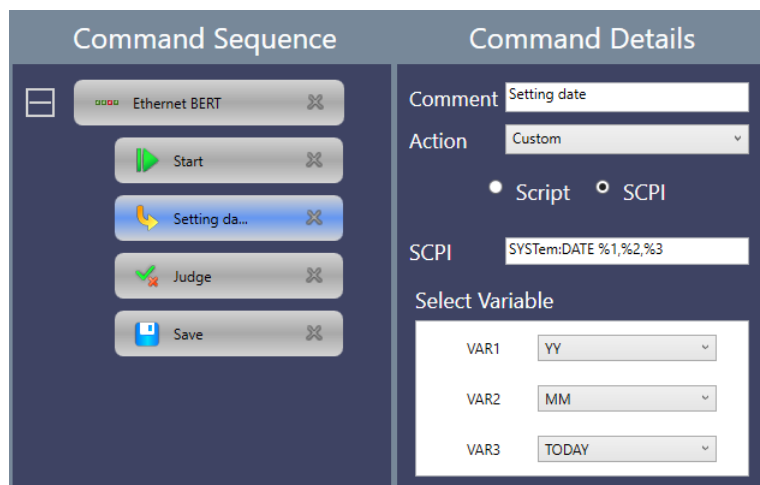 Command Sequence
Ethernet BERT
Start
Setting da...
Judge
Save
Command Details
Comment Setting date
Action Custom
Script SCPI
SCPI SYSTem:DATE %1,%2,%3
Select Variable
VAR1 YY
VAR2 MM
VAR3 TODAY